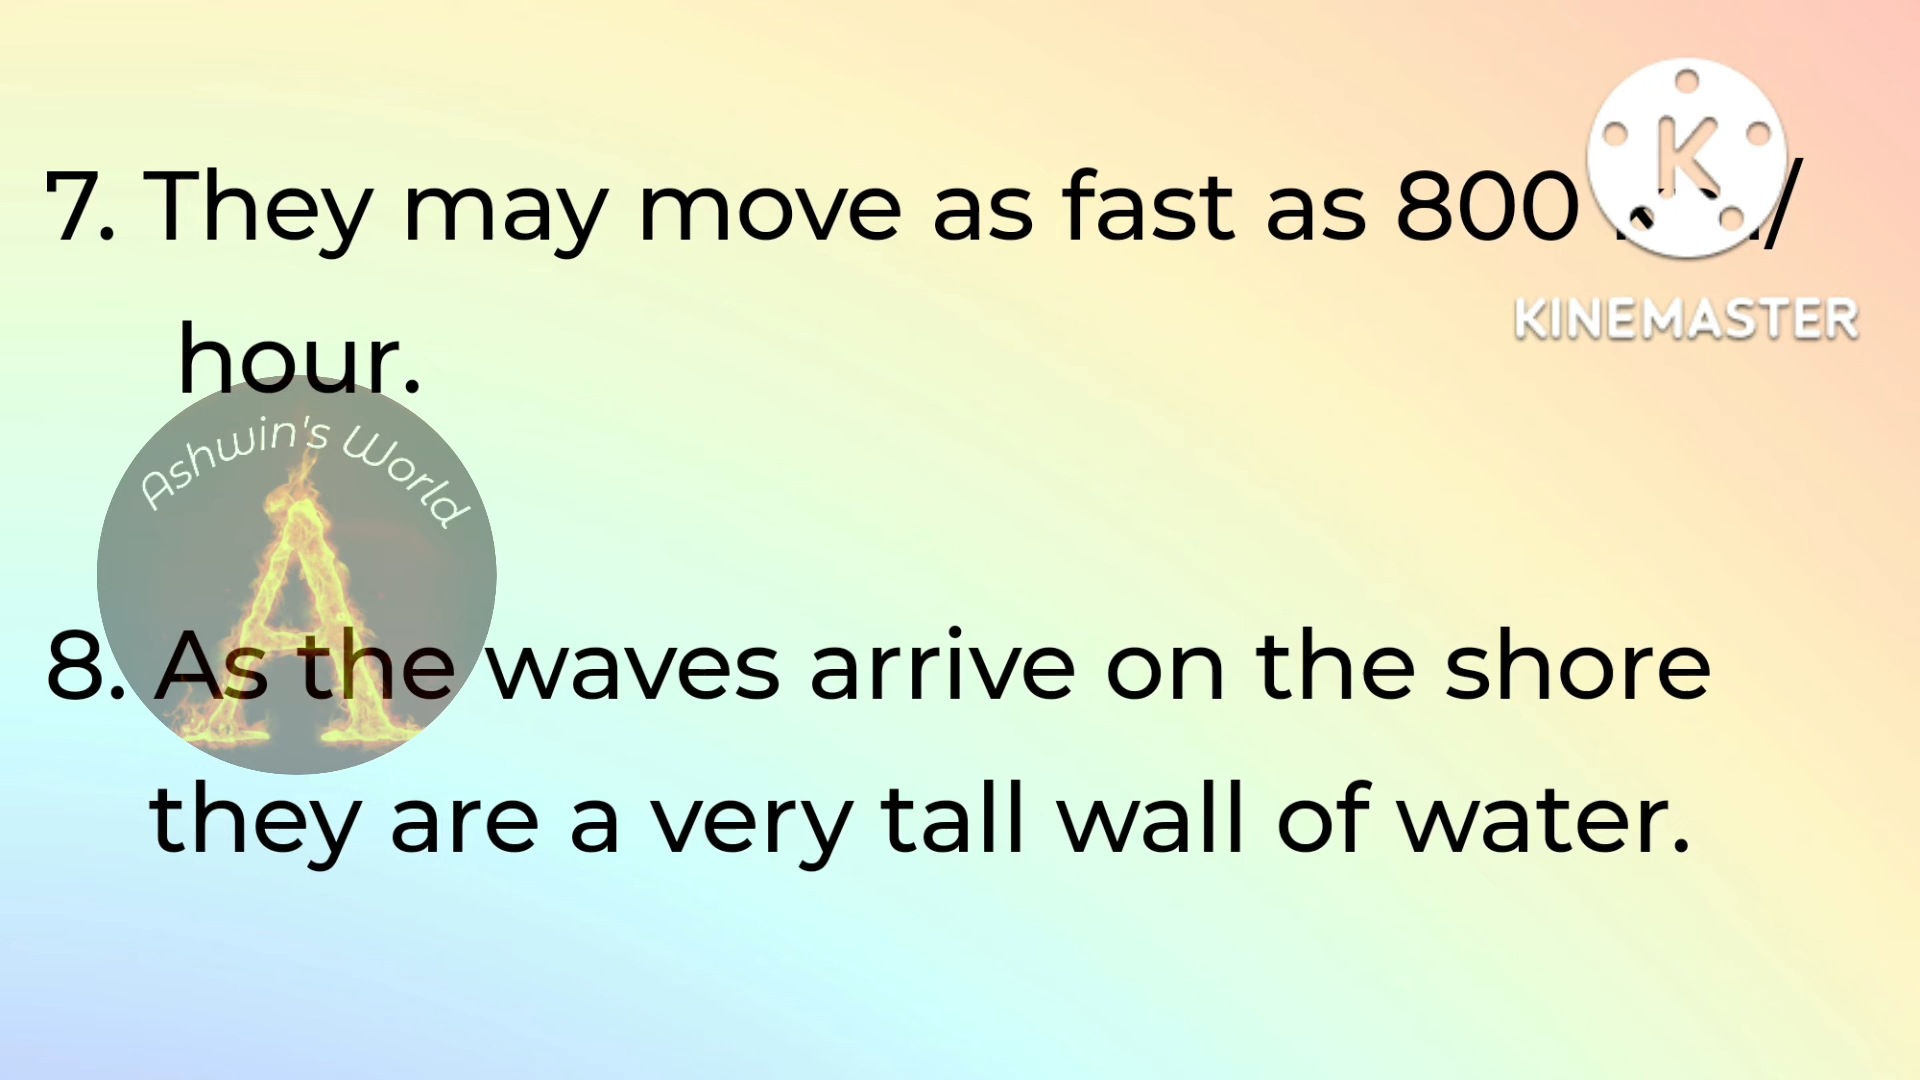 7. They may move as fast as 800 /
hour.
8. As the waves arrive on the shore
they are a very tall wall of water.
K
KINEMASTER
Ashwin's World
A